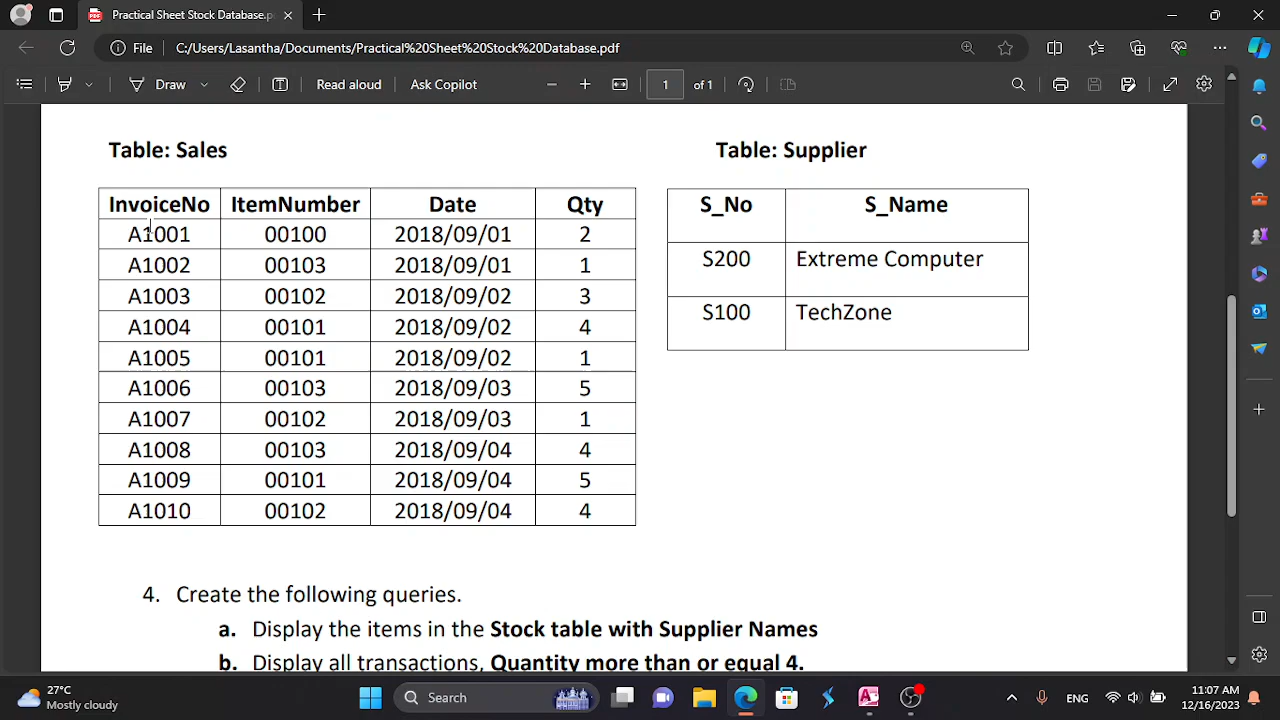 Practical Sheet Stock Database.p
File
C:/Users/Lasantha/Documents/Practical%20Sheet%20Stock%20Database.pdf
Draw
Read aloud
Ask Copilot
1
of 1
Table: Sales
Table: Supplier
InvoiceNo ItemNumber Date Qty
A1001 00100 2018/09/01 2
A1002 00103 2018/09/01 1
A1003 00102 2018/09/02 3
A1004 00101 2018/09/02 4
A1005 00101 2018/09/02 1
A1006 00103 2018/09/03 5
A1007 00102 2018/09/03 1
A1008 00103 2018/09/04 4
A1009 00101 2018/09/04 5
A1010 00102 2018/09/04 4
S_No S_Name
S200 Extreme Computer
S100 TechZone
4. Create the following queries.
a. Display the items in the Stock table with Supplier Names
b. Display all transactions, Quantity more than or equal 4.
27°C
Mostly cloudy
Search
ENG
11:07 AM
12/16/2023